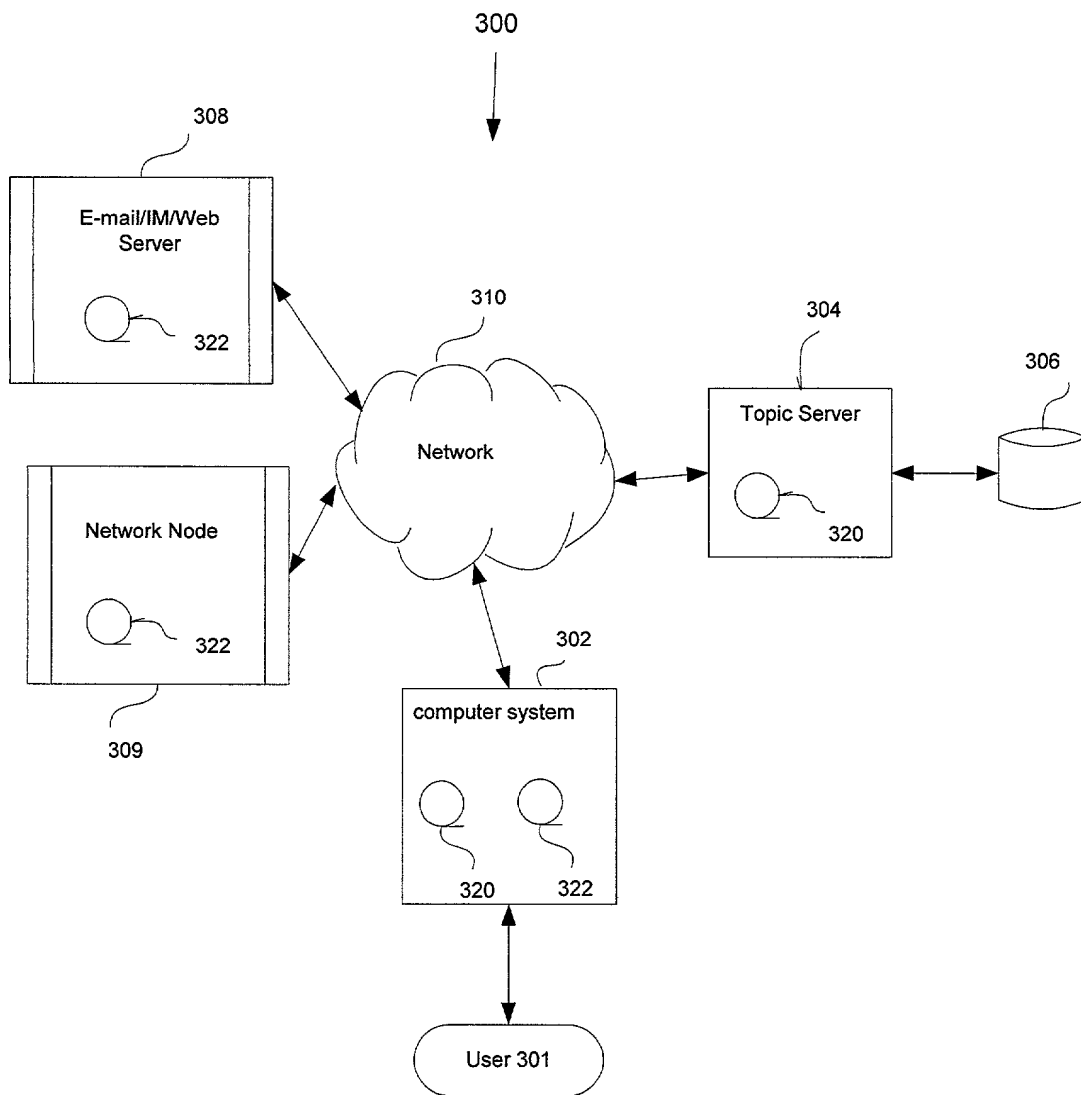 300
308
E-mail/IM/Web
Server
322
310
Network
304
Topic Server
320
306
Network Node
322
309
302
computer system
320
322
User 301